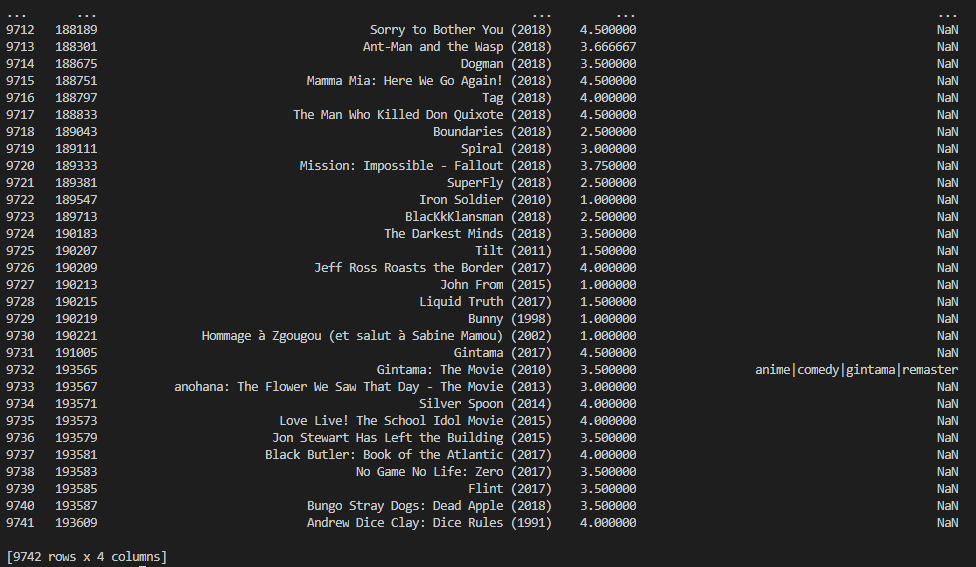 ... ... ... ... ...
9712 188189 Sorry to Bother You (2018) 4.500000 NaN
9713 188301 Ant-Man and the Wasp (2018) 3.666667 NaN
9714 188675 Dogman (2018) 3.500000 NaN
9715 188751 Mamma Mia: Here We Go Again! (2018) 4.500000 NaN
9716 188797 Tag (2018) 4.000000 NaN
9717 188833 The Man Who Killed Don Quixote (2018) 4.500000 NaN
9718 189043 Boundaries (2018) 2.500000 NaN
9719 189111 Spiral (2018) 3.000000 NaN
9720 189333 Mission: Impossible - Fallout (2018) 3.750000 NaN
9721 189381 SuperFly (2018) 2.500000 NaN
9722 189547 Iron Soldier (2010) 1.000000 NaN
9723 189713 BlacKkKlansman (2018) 2.500000 NaN
9724 190183 The Darkest Minds (2018) 3.500000 NaN
9725 190207 Tilt (2011) 1.500000 NaN
9726 190209 Jeff Ross Roasts the Border (2017) 4.000000 NaN
9727 190213 John From (2015) 1.000000 NaN
9728 190215 Liquid Truth (2017) 1.500000 NaN
9729 190219 Bunny (1998) 1.000000 NaN
9730 190221 Hommage à Zgougou (et salut à Sabine Mamou) (2002) 1.000000 NaN
9731 191005 Gintama (2017) 4.500000 NaN
9732 193565 Gintama: The Movie (2010) 3.500000 anime|comedy|gintama|remaster
9733 193567 anohana: The Flower We Saw That Day - The Movie (2013) 3.000000 NaN
9734 193571 Silver Spoon (2014) 4.000000 NaN
9735 193573 Love Live! The School Idol Movie (2015) 4.000000 NaN
9736 193579 Jon Stewart Has Left the Building (2015) 3.500000 NaN
9737 193581 Black Butler: Book of the Atlantic (2017) 4.000000 NaN
9738 193583 No Game No Life: Zero (2017) 3.500000 NaN
9739 193585 Flint (2017) 3.500000 NaN
9740 193587 Bungo Stray Dogs: Dead Apple (2018) 3.500000 NaN
9741 193609 Andrew Dice Clay: Dice Rules (1991) 4.000000 NaN
[9742 rows x 4 columns]